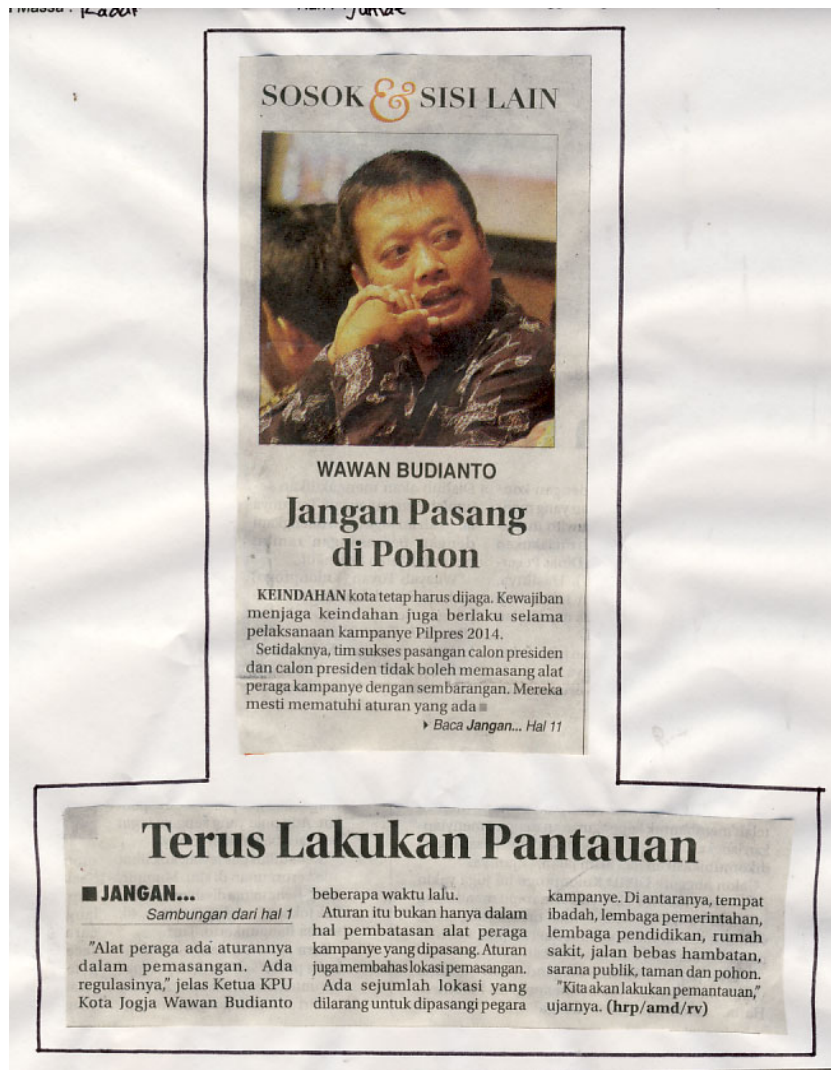 Massa :
SOSOK & SISI LAIN
WAWAN BUDIANTO
Jangan Pasang
di Pohon
KEINDAHAN kota tetap harus dijaga. Kewajiban
menjaga keindahan juga berlaku selama
pelaksanaan kampanye Pilpres 2014.
Setidaknya, tim sukses pasangan calon presiden
dan calon presiden tidak boleh memasang alat
peraga kampanye dengan sembarangan. Mereka
mesti mematuhi aturan yang ada ■
▸ Baca Jangan... Hal 11
Terus Lakukan Pantauan
■ JANGAN...
Sambungan dari hal 1
"Alat peraga ada aturannya
dalam pemasangan. Ada
regulasinya," jelas Ketua KPU
Kota Jogja Wawan Budianto
beberapa waktu lalu.
Aturan itu bukan hanya dalam
hal pembatasan alat peraga
kampanye yang dipasang. Aturan
juga membahas lokasi pemasangan.
Ada sejumlah lokasi yang
dilarang untuk dipasangi pegara
kampanye. Di antaranya, tempat
ibadah, lembaga pemerintahan,
lembaga pendidikan, rumah
sakit, jalan bebas hambatan,
sarana publik, taman dan pohon.
"Kita akan lakukan pemantauan,"
ujarnya. (hrp/amd/rv)